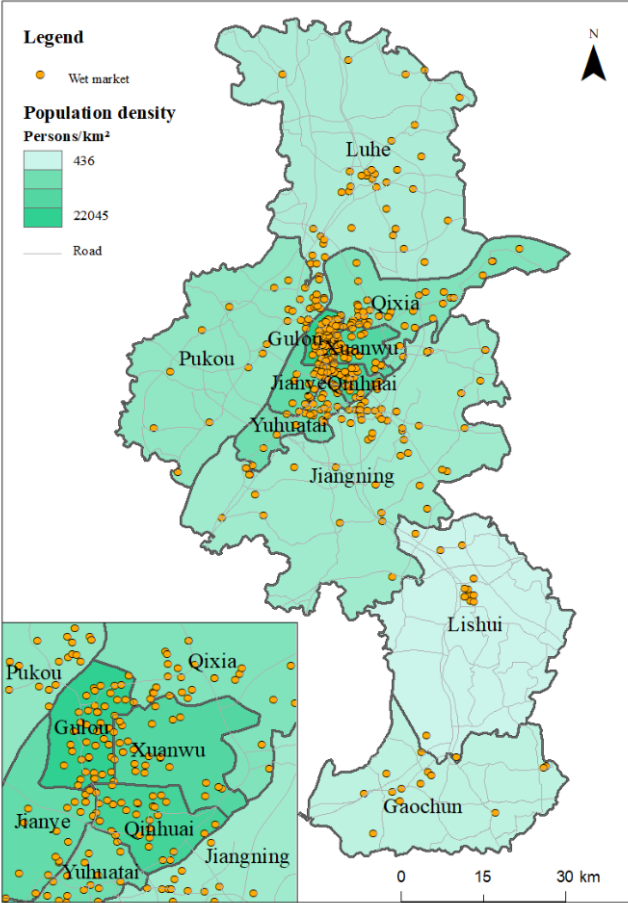 Legend
Wet market
Population density
Persons/km²
436
22045
Road
N
Luhe
Qixia
Gulou
Xuanwu
Pukou
Jianye
Qinhuai
Yuhuatai
Jiangning
Lishui
Gaochun
Pukou
Qixia
Gulou
Xuanwu
Jianye
Qinhuai
Yuhuatai
Jiangning
0 15 30 km